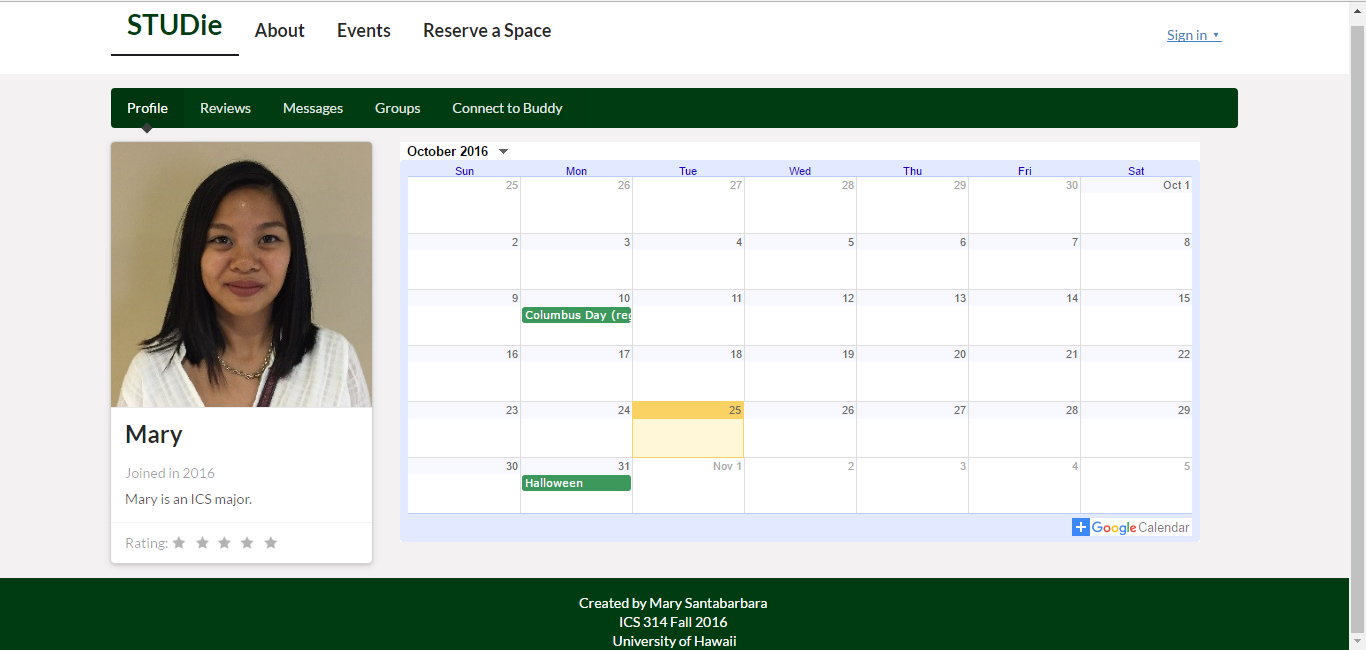 STUDie About Events Reserve a Space Sign in
Profile Reviews Messages Groups Connect to Buddy
October 2016
Sun Mon Tue Wed Thu Fri Sat
25 26 27 28 29 30 Oct 1
2 3 4 5 6 7 8
9 10 11 12 13 14 15
Columbus Day (reg
16 17 18 19 20 21 22
23 24 25 26 27 28 29
30 31 Nov 1 2 3 4 5
Halloween
Google Calendar
Mary
Joined in 2016
Mary is an ICS major.
Rating:
Created by Mary Santabarbara
ICS 314 Fall 2016
University of Hawaii